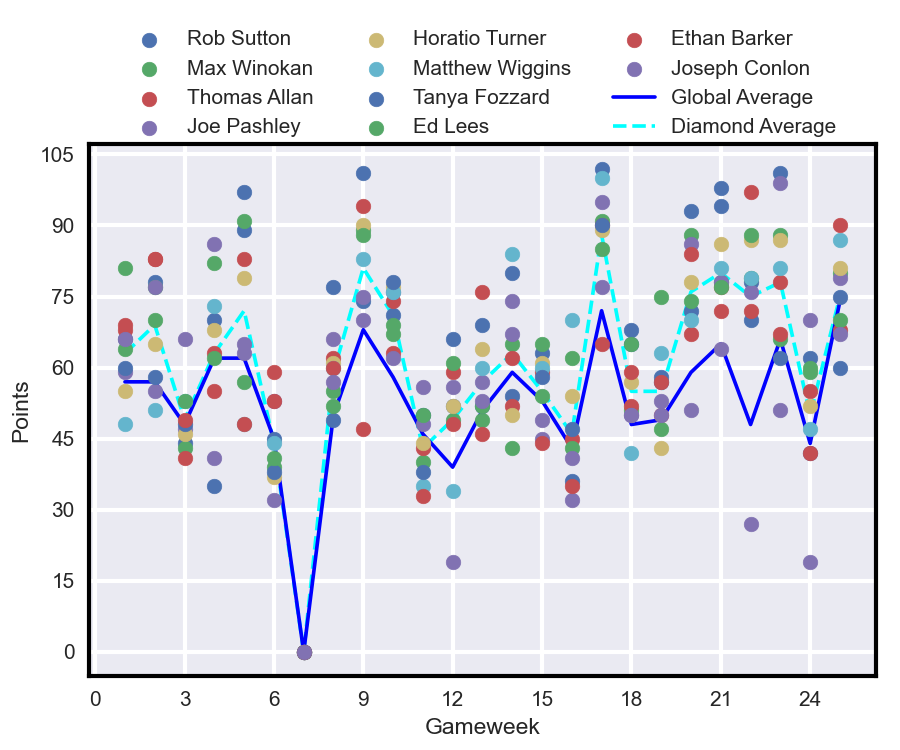 Rob Sutton
Max Winokan
Thomas Allan
Joe Pashley
Horatio Turner
Matthew Wiggins
Tanya Fozzard
Ed Lees
Ethan Barker
Joseph Conlon
Global Average
Diamond Average
105
90
75
60
45
30
15
0
Points
0 3 6 9 12 15 18 21 24
Gameweek